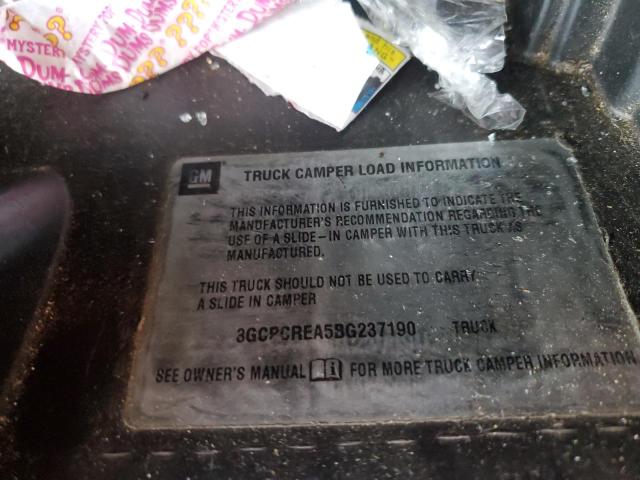 MYSTERY
DUM DUM
DUM
GM TRUCK CAMPER LOAD INFORMATION
THIS INFORMATION IS FURNISHED TO INDICATE THE
MANUFACTURER'S RECOMMENDATION REGARDING THE
USE OF A SLIDE-IN CAMPER WITH THIS TRUCK AS
MANUFACTURED.
THIS TRUCK SHOULD NOT BE USED TO CARRY
A SLIDE IN CAMPER
3GCPCREA5BG237190 TRUCK
SEE OWNER'S MANUAL FOR MORE TRUCK CAMPER INFORMATION